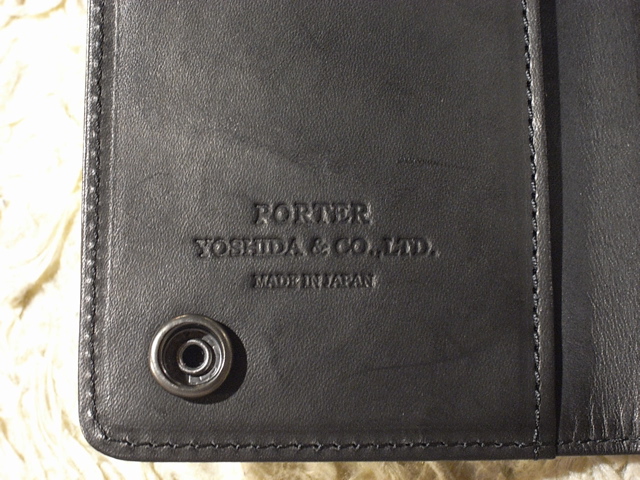 PORTER
YOSHIDA & CO.,LTD.
MADE IN JAPAN